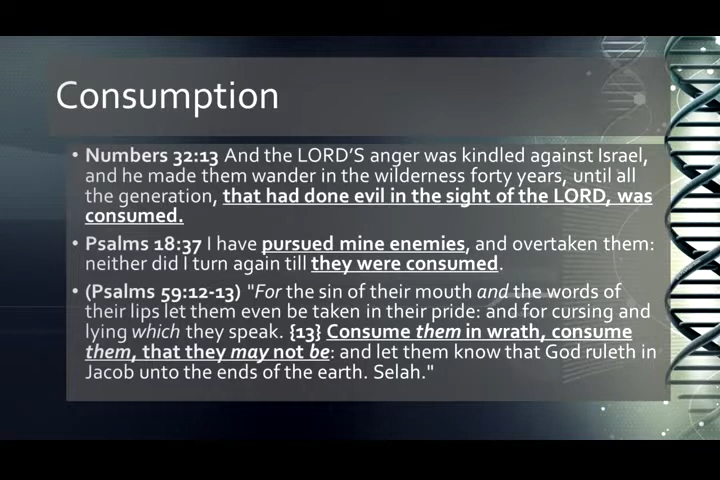 Consumption
• Numbers 32:13 And the LORD'S anger was kindled against Israel,
and he made them wander in the wilderness forty years, until all
the generation, that had done evil in the sight of the LORD, was
consumed.
• Psalms 18:37 I have pursued mine enemies, and overtaken them:
neither did I turn again till they were consumed.
• (Psalms 59:12-13) "For the sin of their mouth and the words of
their lips let them even be taken in their pride: and for cursing and
lying which they speak. {13} Consume them in wrath, consume
them, that they may not be: and let them know that God ruleth in
Jacob unto the ends of the earth. Selah."